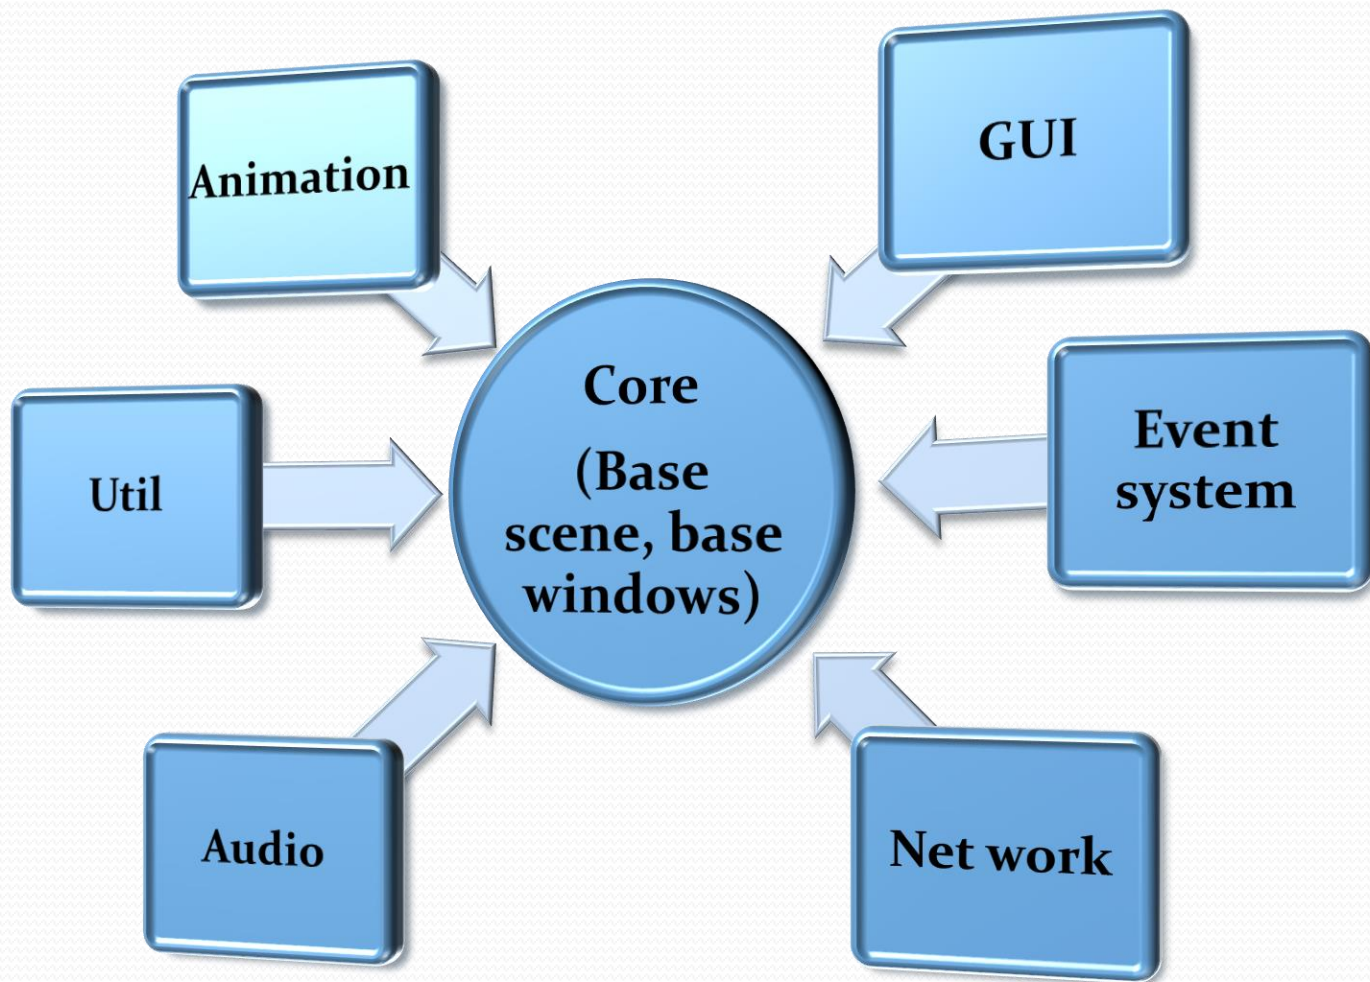 Animation
GUI
Core
(Base
scene, base
windows)
Util
Event
system
Audio
Net work